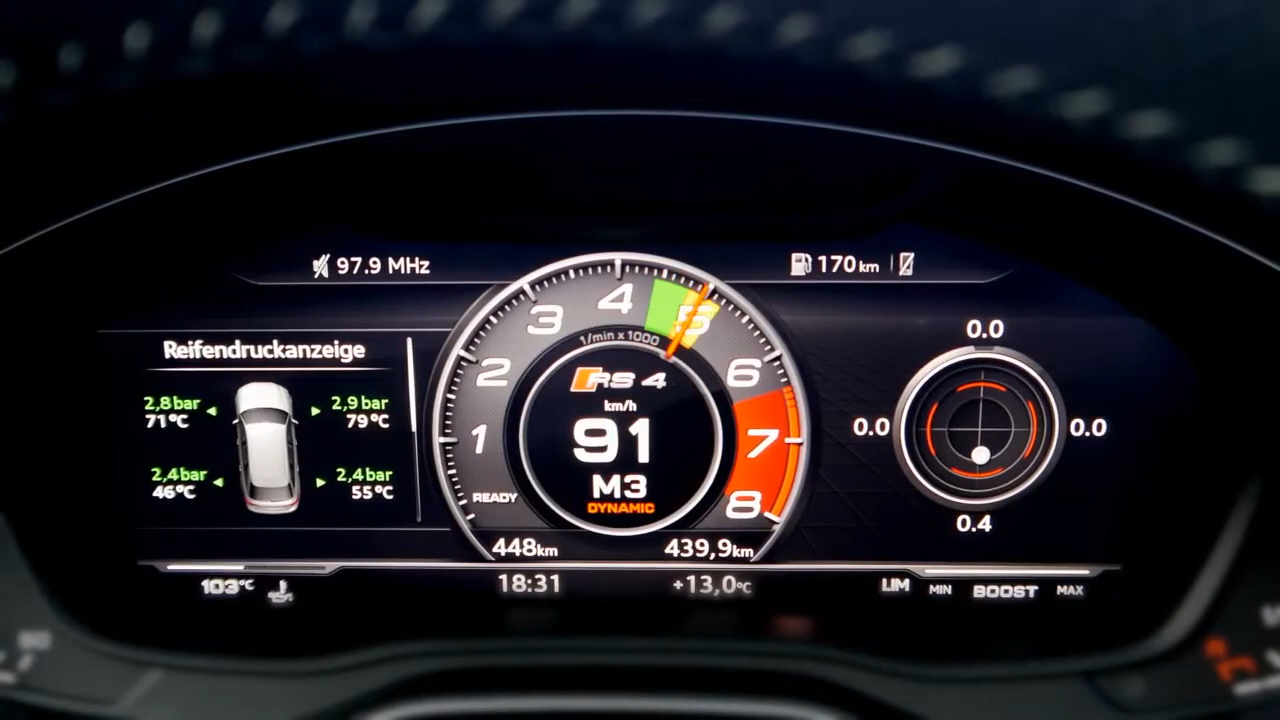 97.9 MHz
170 km
Reifendruckanzeige
2,8 bar
71°C
2,9 bar
79°C
2,4 bar
46°C
2,4 bar
55°C
1 2 3 4 5 6 7 8
1/min x 1000
RS 4
km/h
91
M3
DYNAMIC
READY
448 km
439,9 km
0.0
0.0
0.0
0.4
103°C
18:31
+13,0°C
LIM
MIN BOOST MAX